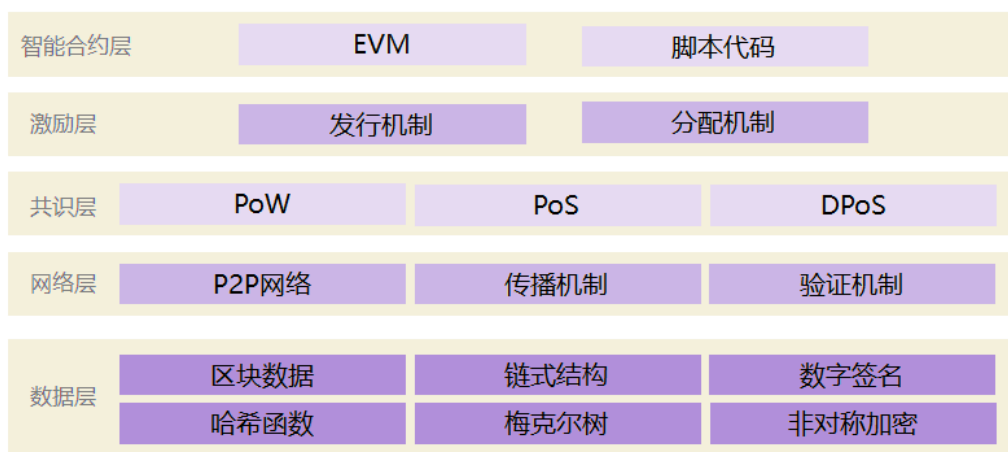 智能合约层 EVM 脚本代码
激励层 发行机制 分配机制
共识层 PoW PoS DPoS
网络层 P2P网络 传播机制 验证机制
数据层
区块数据 链式结构 数字签名
哈希函数 梅克尔树 非对称加密